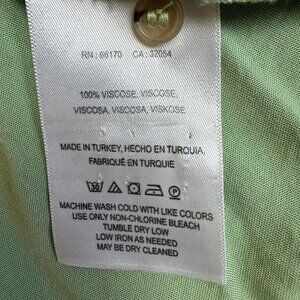 RN : 66170 CA : 32054
100% VISCOSE, VISCOSE,
VISCOSA, VISCOSA, VISKOSE
MADE IN TURKEY, HECHO EN TURQUIA,
FABRIQUÉ EN TURQUIE
MACHINE WASH COLD WITH LIKE COLORS
USE ONLY NON-CHLORINE BLEACH
TUMBLE DRY LOW
LOW IRON AS NEEDED
MAY BE DRY CLEANED